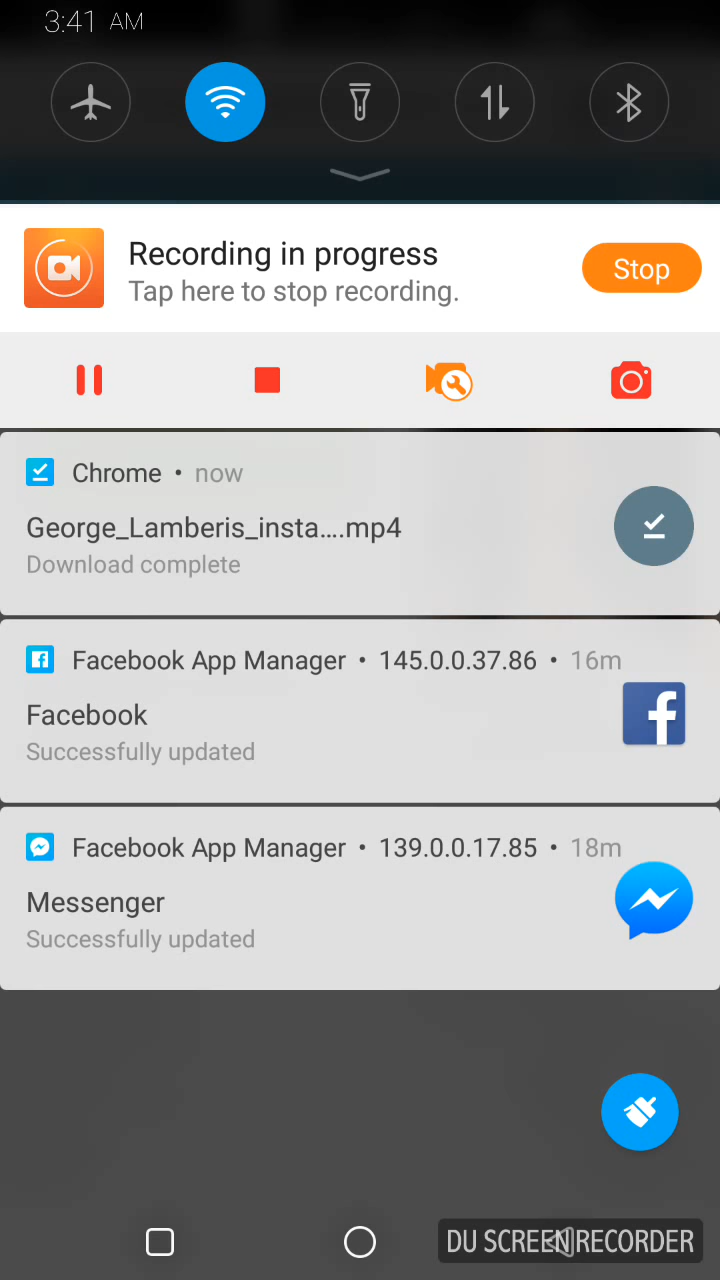 3:41 AM
Recording in progress
Tap here to stop recording.
Stop
Chrome • now
George_Lamberis_insta....mp4
Download complete
Facebook App Manager • 145.0.0.37.86 • 16m
Facebook
Successfully updated
Facebook App Manager • 139.0.0.17.85 • 18m
Messenger
Successfully updated
DU SCREEN RECORDER